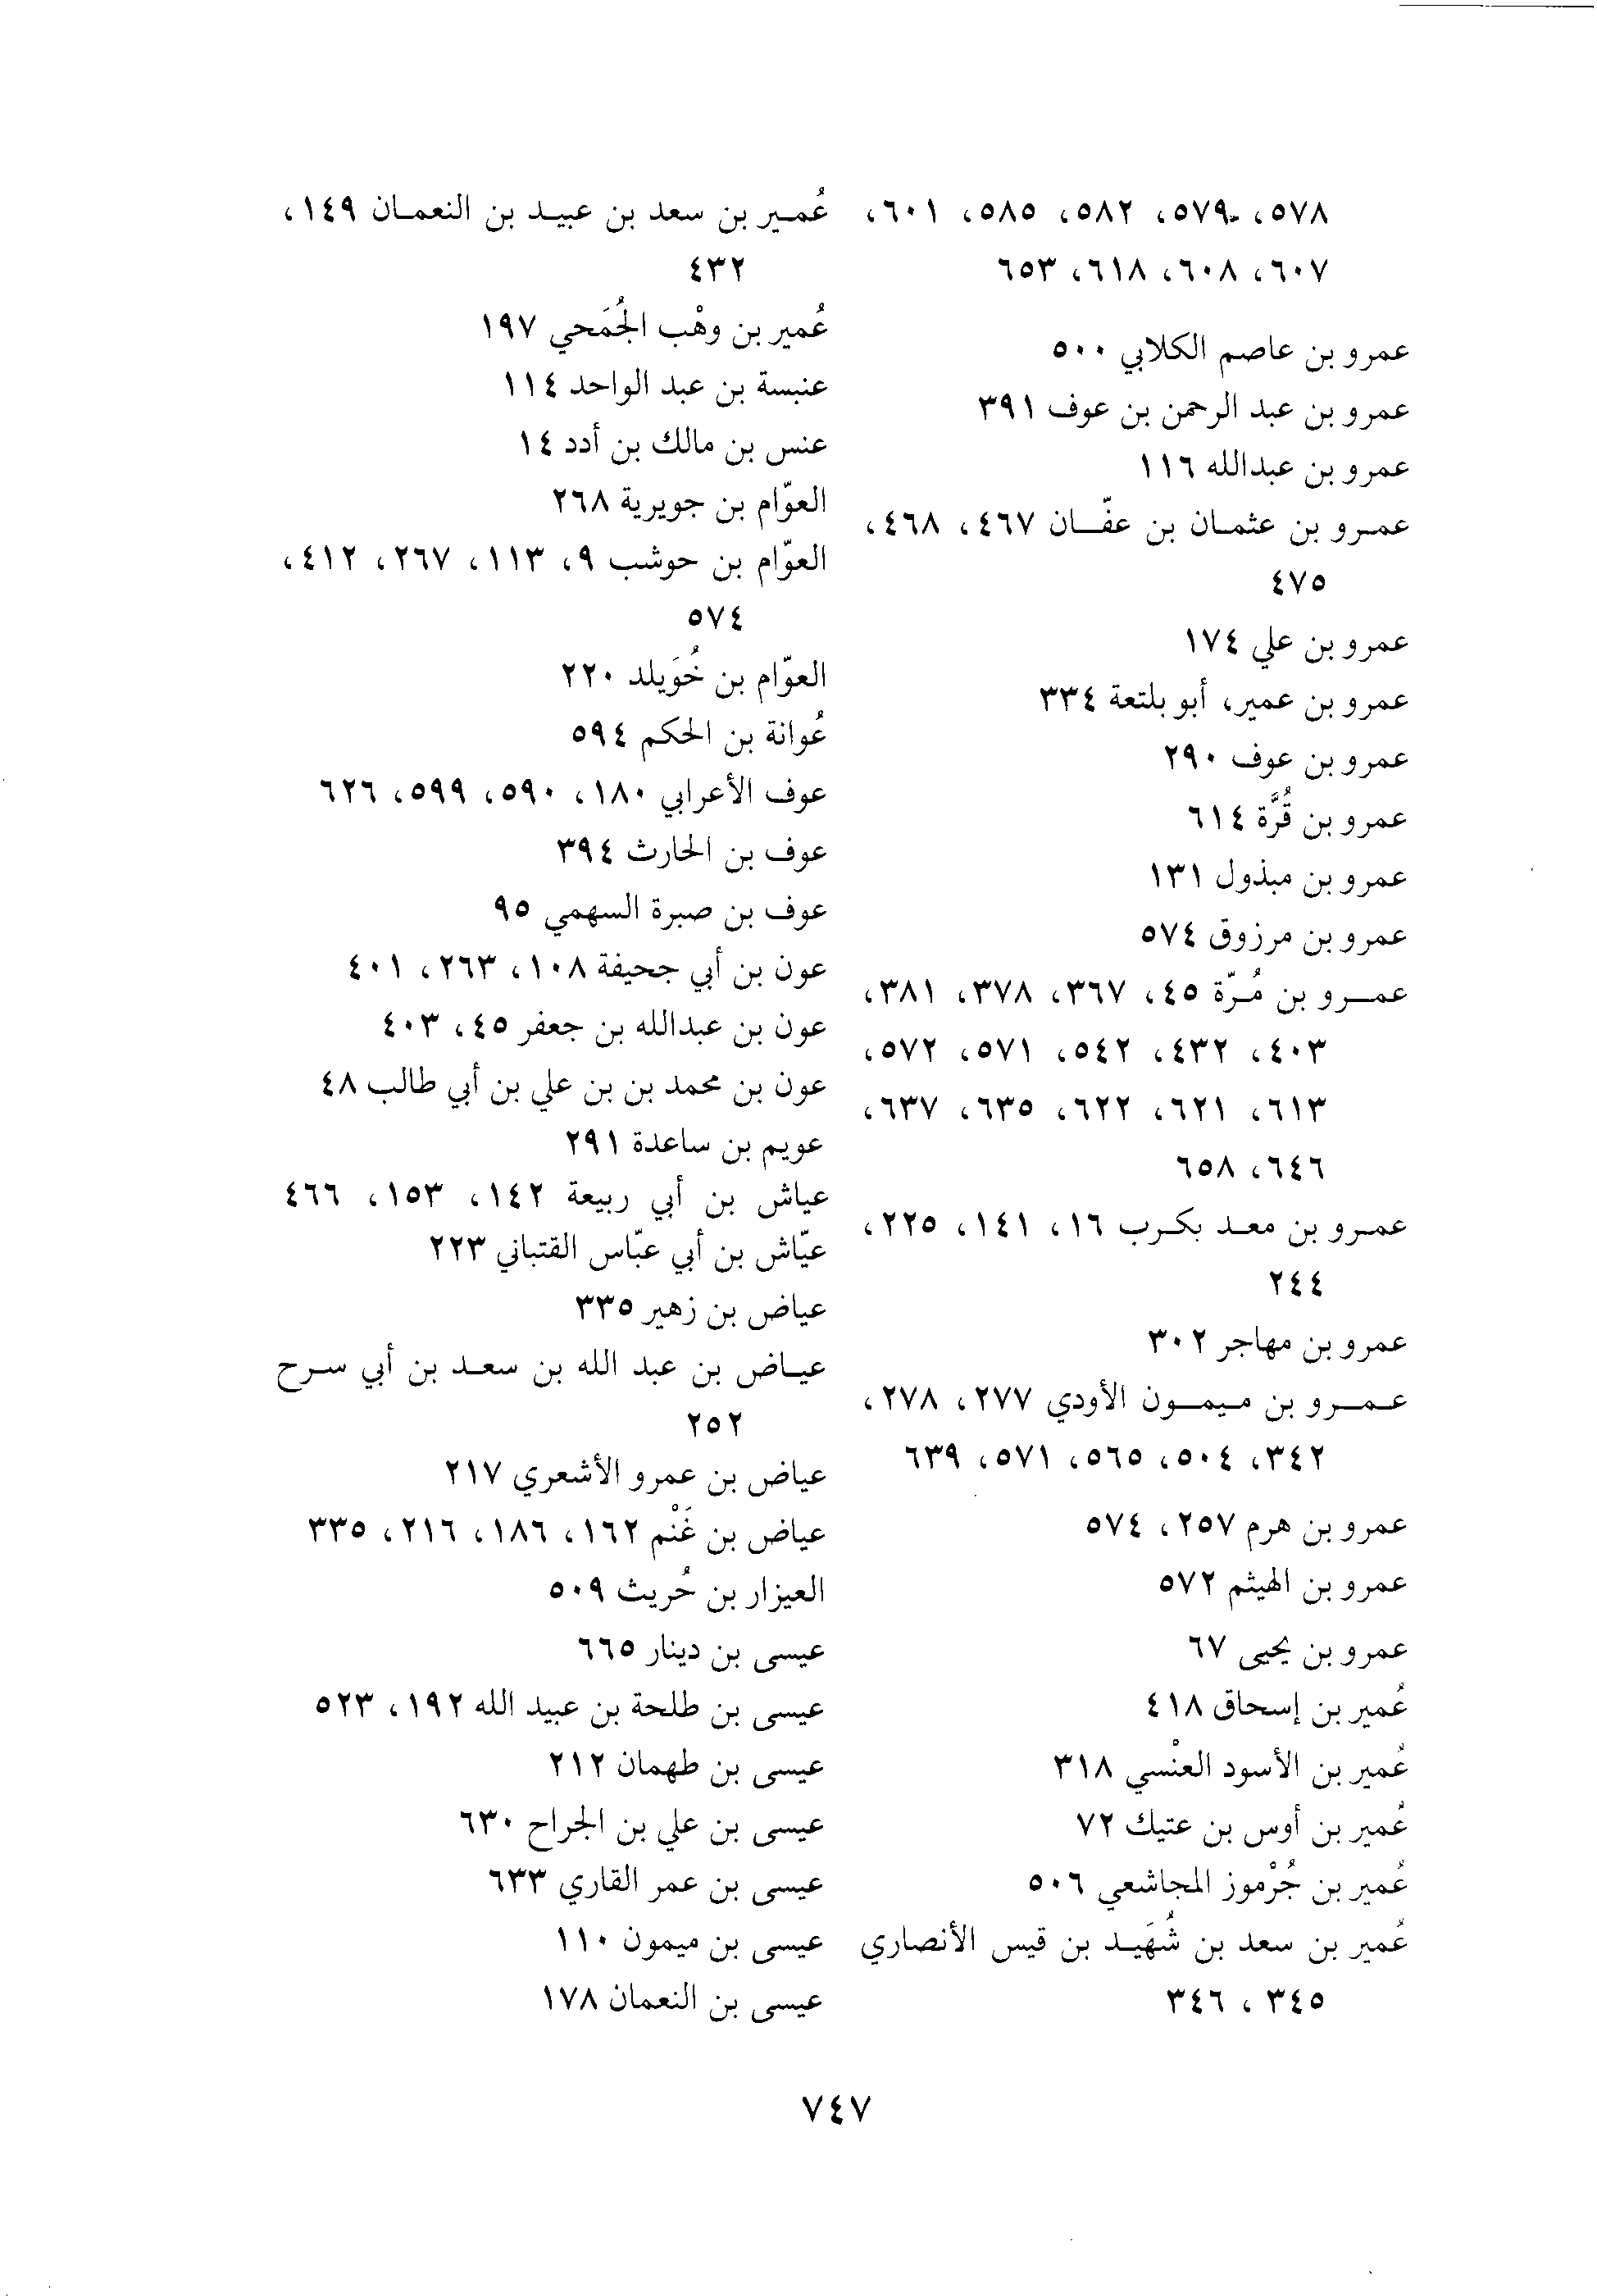 ٥٧٨، ٥٧٩، ٥٨٢، ٥٨٥، ٦٠١،
٦٠٧، ٦٠٨، ٦١٨، ٦٥٣
عمرو بن عاصم الكلابي ٥٠٠
عمرو بن عبد الرحمن بن عوف ٣٩١
عمرو بن عبدالله ١١٦
عمرو بن عثمان بن عفّان ٤٦٧، ٤٦٨،
٤٧٥
عمرو بن علي ١٧٤
عمرو بن عمير، أبو بلتعة ٣٣٤
عمرو بن عوف ٢٩٠
عمرو بن قُرَّة ٦١٤
عمرو بن مبذول ١٣١
عمرو بن مرزوق ٥٧٤
عمرو بن مُرّة ٤٥، ٣٦٧، ٣٧٨، ٣٨١،
٤٠٣، ٤٣٢، ٥٤٢، ٥٧١، ٥٧٢،
٦١٣، ٦٢١، ٦٢٢، ٦٣٥، ٦٣٧،
٦٤٦، ٦٥٨
عمرو بن معد بكرب ١٦، ١٤١، ٢٢٥،
٢٤٤
عمرو بن مهاجر ٣٠٢
عمرو بن ميمون الأودي ٢٧٧، ٢٧٨،
٣٤٢، ٥٠٤، ٥٦٥، ٥٧١، ٦٣٩
عمرو بن هرم ٢٥٧، ٥٧٤
عمرو بن الهيثم ٥٧٢
عمرو بن يحيى ٦٧
عُمير بن إسحاق ٤١٨
عُمير بن الأسود العنْسي ٣١٨
عُمير بن أوس بن عتيك ٧٢
عُمير بن جُرْموز المجاشعي ٥٠٦
عُمير بن سعد بن شُهَيد بن قيس الأنصاري
٣٤٥، ٣٤٦
عُمير بن سعد بن عبيد بن النعمان ١٤٩،
٤٣٢
عُمير بن وهْب الجُمَحي ١٩٧
عنبسة بن عبد الواحد ١١٤
عنس بن مالك بن أدد ١٤
العوّام بن جويرية ٢٦٨
العوّام بن حوشب ٩، ١١٣، ٢٦٧، ٤١٢،
٥٧٤
العوّام بن خُوَيلد ٢٢٠
عُوانة بن الحكم ٥٩٤
عوف الأعرابي ١٨٠، ٥٩٠، ٥٩٩، ٦٢٦
عوف بن الحارث ٣٩٤
عوف بن صبرة السهمي ٩٥
عون بن أبي جحيفة ١٠٨، ٢٦٣، ٤٠١
عون بن عبدالله بن جعفر ٤٥، ٤٠٣
عون بن محمد بن بن علي بن أبي طالب ٤٨
عويم بن ساعدة ٢٩١
عياش بن أبي ربيعة ١٤٢، ١٥٣، ٤٦٦
عيّاش بن أبي عبّاس القتباني ٢٢٣
عياض بن زهير ٣٣٥
عياض بن عبد الله بن سعد بن أبي سرح
٢٥٢
عياض بن عمرو الأشعري ٢١٧
عياض بن غَنْم ١٦٢، ١٨٦، ٢١٦، ٣٣٥
العيزار بن حُريث ٥٠٩
عيسى بن دينار ٦٦٥
عيسى بن طلحة بن عبيد الله ١٩٢، ٥٢٣
عيسى بن طهمان ٢١٢
عيسى بن علي بن الجراح ٦٣٠
عيسى بن عمر القاري ٦٣٣
عيسى بن ميمون ١١٠
عيسى بن النعمان ١٧٨
٧٤٧